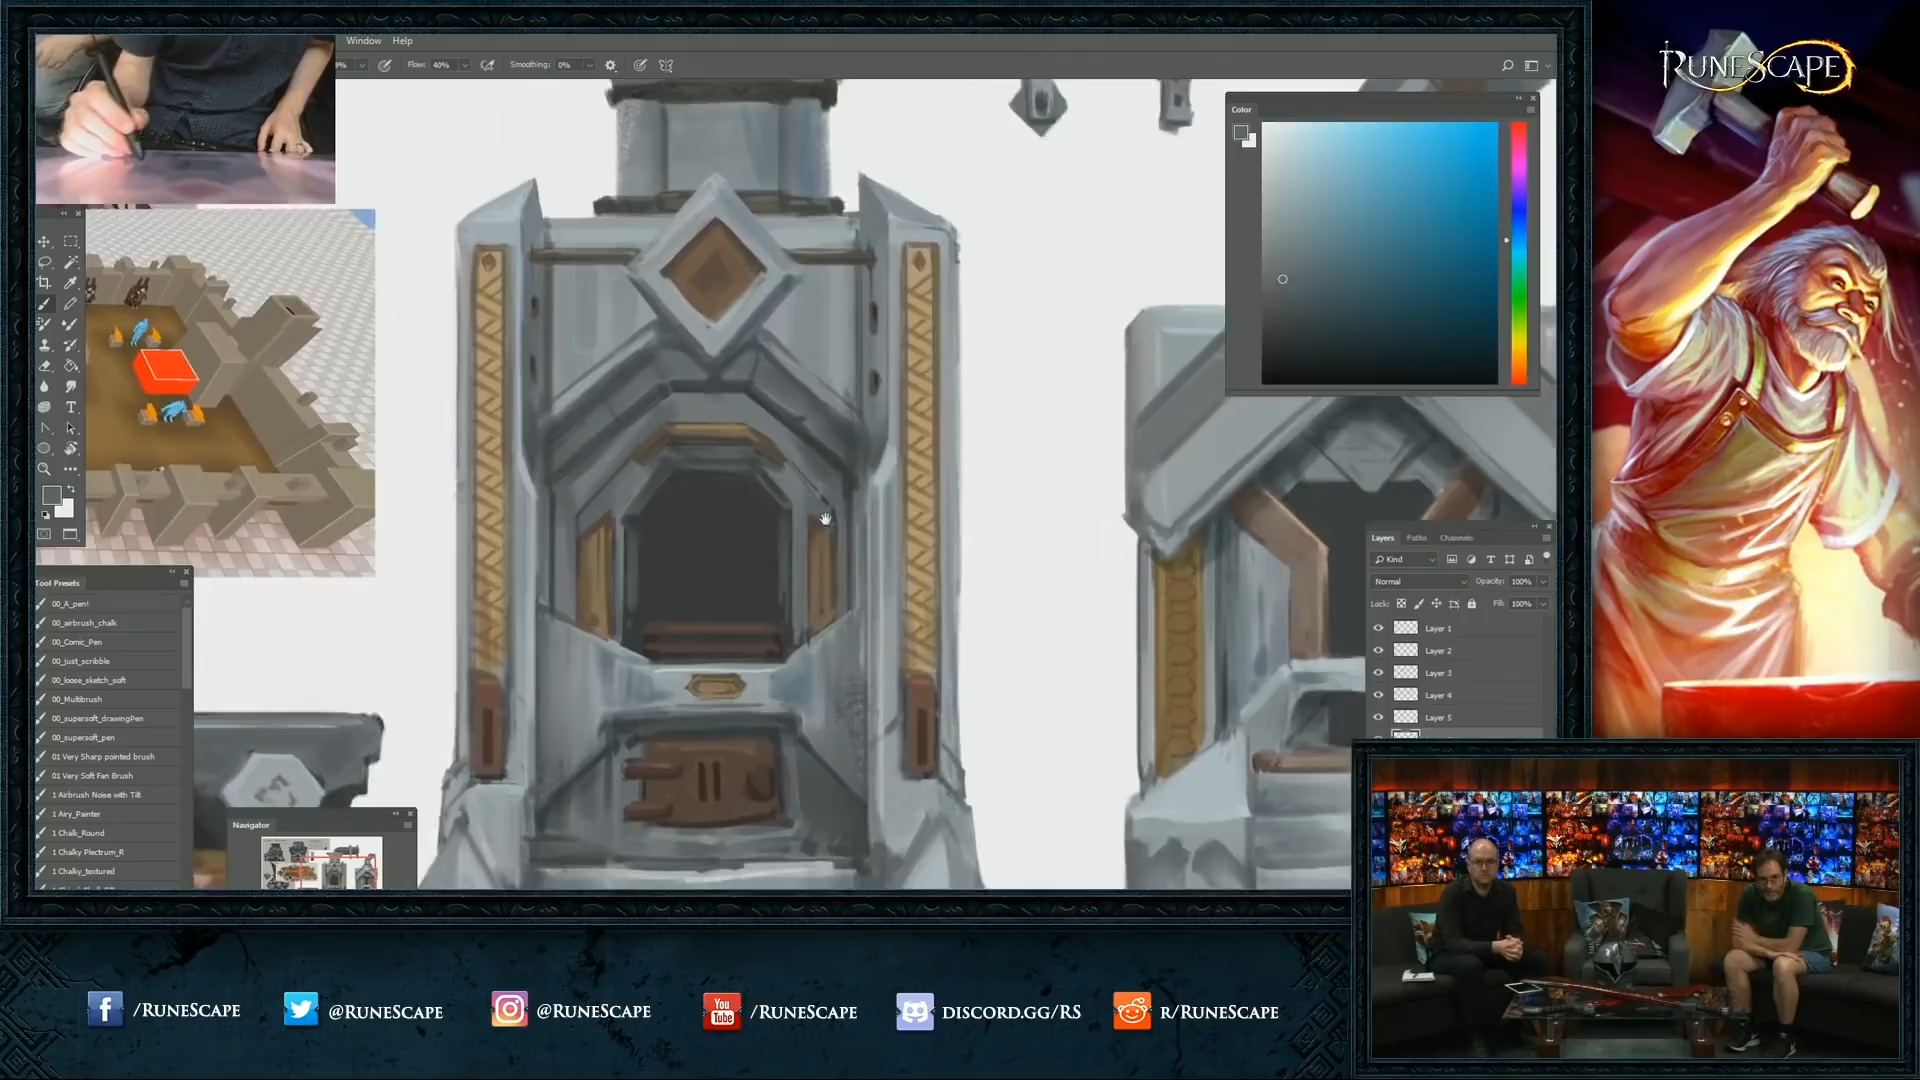 Window Help
Flow: 40% Smoothing: 0%
RUNESCAPE
Color
Tool Presets
00_A_pen!
00_airbrush_chalk
00_Comic_Pen
00_just_scribble
00_loose_sketch_soft
00_Multibrush
00_supersoft_drawingPen
00_supersoft_pen
01 Very Sharp pointed brush
01 Very Soft Fan Brush
1 Airbrush Noise with Tilt
1 Airy_Painter
1 Chalk_Round
1 Chalky Plectrum_R
1 Chalky_textured
Navigator
Layers Paths Channels
Kind
Normal Opacity: 100%
Lock: Fill: 100%
Layer 1
Layer 2
Layer 3
Layer 4
Layer 5
/RUNESCAPE
@RUNESCAPE
@RUNESCAPE
You Tube
/RUNESCAPE
DISCORD.GG/RS
R/RUNESCAPE